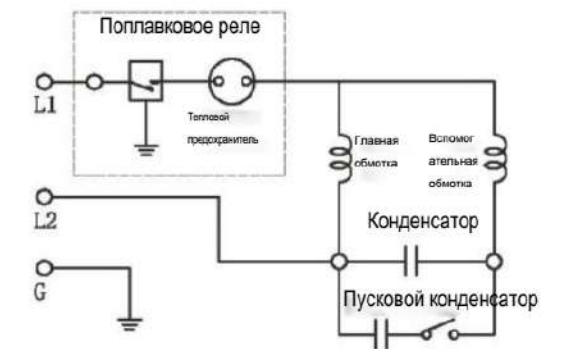 Поплавковое реле
L1
Тепловой
предохранитель
Главная
обмотка
Вспомог
ательная
обмотка
L2
Конденсатор
G
Пусковой конденсатор